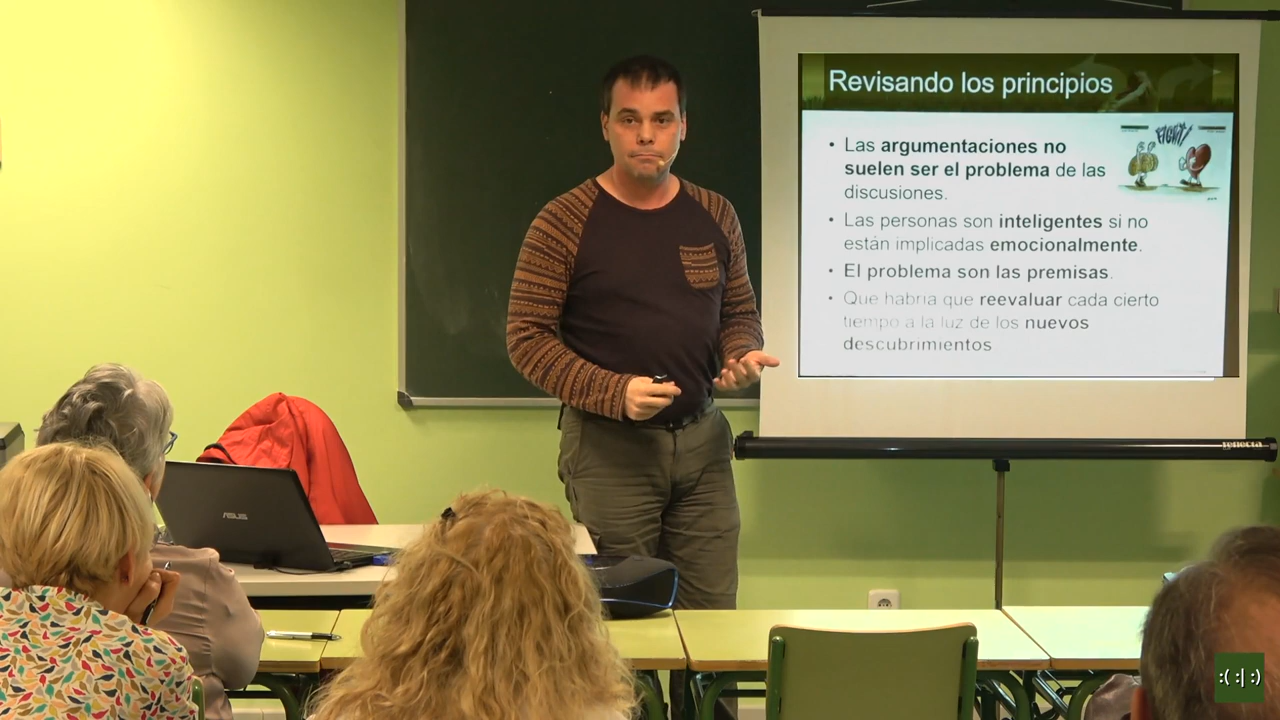 Revisando los principios
FIGHT!
• Las argumentaciones no
suelen ser el problema de las
discusiones.
• Las personas son inteligentes si no
están implicadas emocionalmente.
• El problema son las premisas.
• Que habría que reevaluar cada cierto
tiempo a la luz de los nuevos
descubrimientos
ASUS
:( :| :)